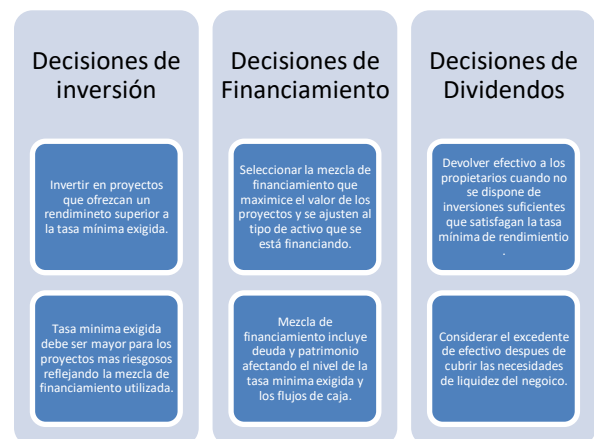 Decisiones de
inversión
Invertir en proyectos
que ofrezcan un
rendimineto superior a
la tasa mínima exigida.
Tasa minima exigida
debe ser mayor para los
proyectos mas riesgosos
reflejando la mezcla de
financiamiento utilizada.
Decisiones de
Financiamiento
Seleccionar la mezcla de
financiamiento que
maximice el valor de los
proyectos y se ajusten al
tipo de activo que se
está financiando.
Mezcla de
financiamiento incluye
deuda y patrimonio
afectando el nivel de la
tasa minima exigida y
los flujos de caja.
Decisiones de
Dividendos
Devolver efectivo a los
propietarios cuando no
se dispone de
inversiones suficientes
que satisfagan la tasa
mínima de rendimientio
.
Considerar el excedente
de efectivo despues de
cubrir las necesidades
de liquidez del negoico.